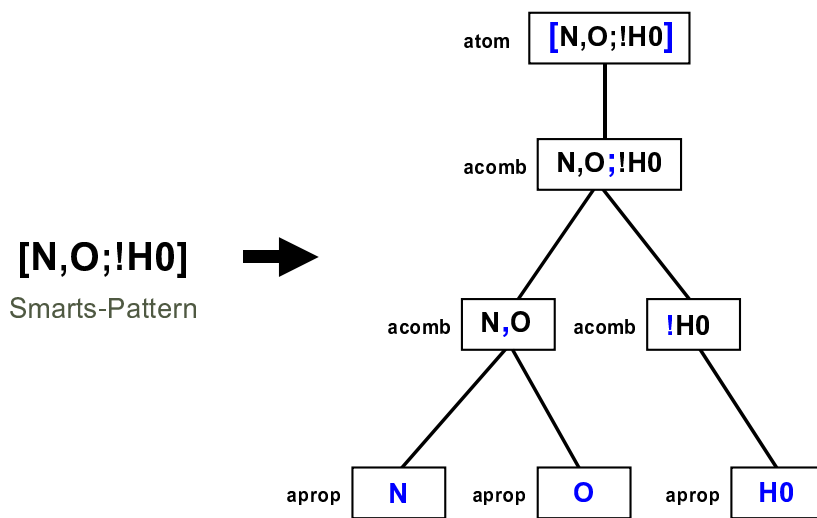 atom [N,O;!H0]
acomb N,O;!H0
[N,O;!H0]
Smarts-Pattern
acomb N,O acomb !H0
aprop N aprop O aprop H0